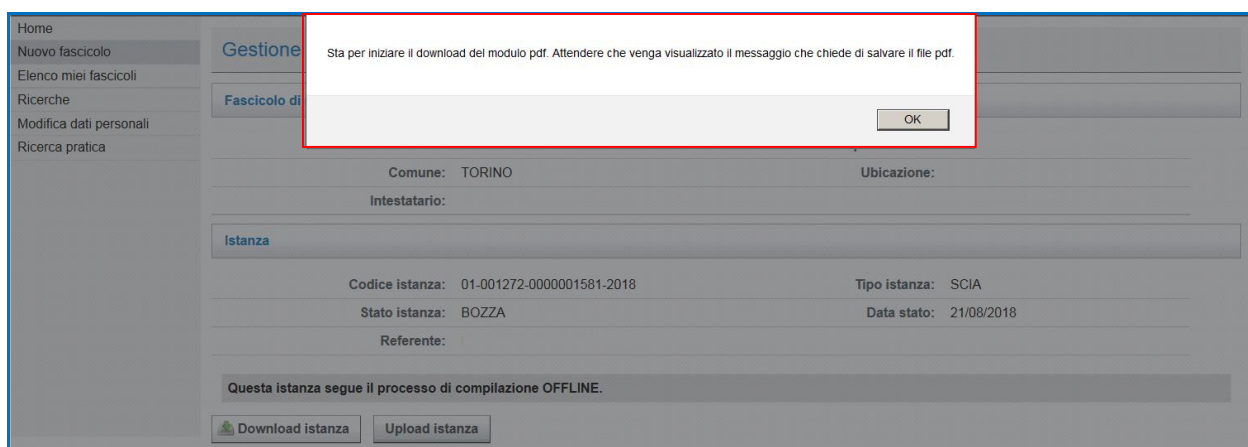 Home
Nuovo fascicolo
Elenco miei fascicoli
Ricerche
Modifica dati personali
Ricerca pratica
Gestione
Sta per iniziare il download del modulo pdf. Attendere che venga visualizzato il messaggio che chiede di salvare il file pdf.
OK
Fascicolo di
Comune: TORINO Ubicazione:
Intestatario:
Istanza
Codice istanza: 01-001272-0000001581-2018 Tipo istanza: SCIA
Stato istanza: BOZZA Data stato: 21/08/2018
Referente:
Questa istanza segue il processo di compilazione OFFLINE.
Download istanza Upload istanza